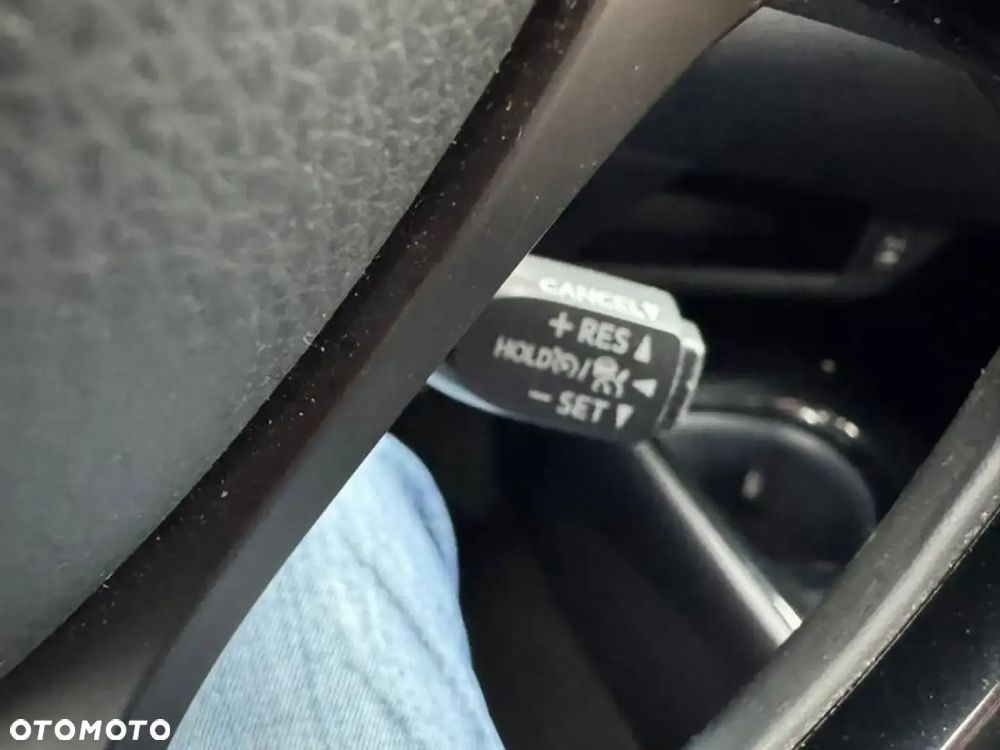 CANCEL
+ RES
HOLD /
− SET
OTOMOTO